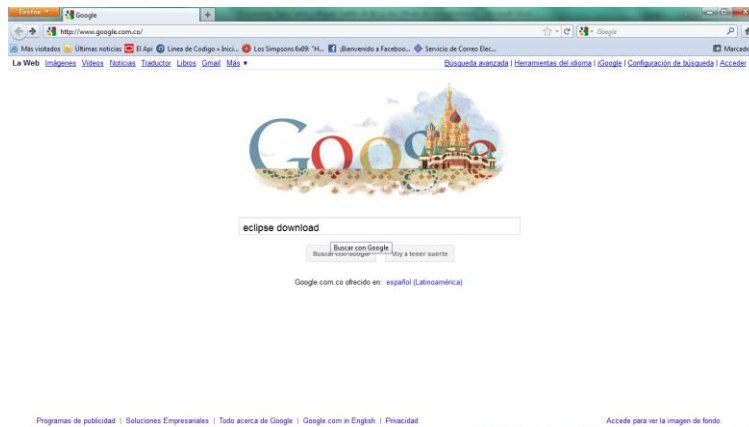 Firefox
Google
http://www.google.com.co/
Google
Más visitados Últimas noticias El Api Linea de Codigo » Inici... Los Simpsons 6x09: "H... ¡Bienvenido a Faceboo... Servicio de Correo Elec...
Marcado
La Web Imágenes Videos Noticias Traductor Libros Gmail Más ▼
Búsqueda avanzada | Herramientas del idioma | iGoogle | Configuración de búsqueda | Acceder
Google
eclipse download
Buscar con Google
Buscar con Google Voy a tener suerte
Google.com.co ofrecido en: español (Latinoamérica)
Programas de publicidad | Soluciones Empresariales | Todo acerca de Google | Google.com in English | Privacidad
Accede para ver la imagen de fondo.